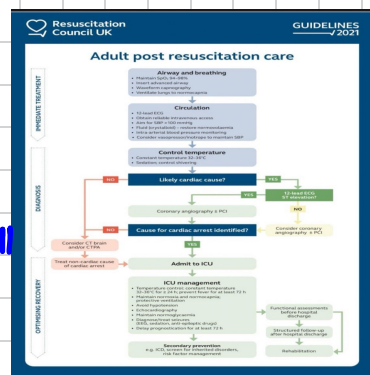 Resuscitation
Council UK
GUIDELINES
2021
Adult post resuscitation care
IMMEDIATE TREATMENT
Airway and breathing
• Maintain SpO₂ 94–98%
• Insert advanced airway
• Waveform capnography
• Ventilate lungs to normocapnia
Circulation
• 12-lead ECG
• Obtain reliable intravenous access
• Aim for SBP > 100 mmHg
• Fluid (crystalloid) – restore normovolaemia
• Intra-arterial blood pressure monitoring
• Consider vasopressor/inotrope to maintain SBP
Control temperature
• Constant temperature 32–36°C
• Sedation; control shivering
DIAGNOSIS
Likely cardiac cause?
NO
YES
12-lead ECG
ST elevation?
YES
NO
Coronary angiography ± PCI
Consider coronary
angiography ± PCI
Cause for cardiac arrest identified?
NO
YES
Consider CT brain
and/or CTPA
Treat non-cardiac cause
of cardiac arrest
Admit to ICU
OPTIMISING RECOVERY
ICU management
• Temperature control: constant temperature
32–36°C for ≥ 24 h; prevent fever for at least 72 h
• Maintain normoxia and normocapnia;
protective ventilation
• Avoid hypotension
• Echocardiography
• Maintain normoglycaemia
• Diagnose/treat seizures
(EEG, sedation, anti-epileptic drugs)
• Delay prognostication for at least 72 h
Secondary prevention
e.g. ICD, screen for inherited disorders,
risk factor management
Functional assessments
before hospital
discharge
Structured follow-up
after hospital discharge
Rehabilitation